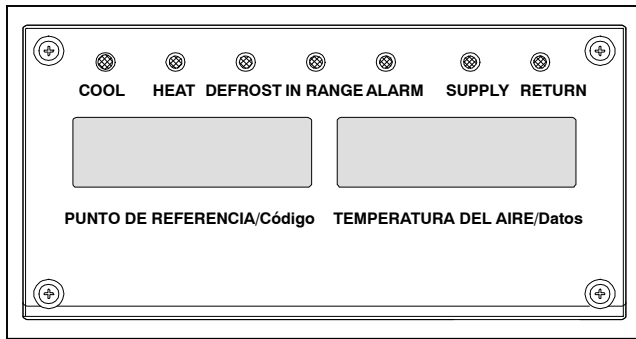 COOL HEAT DEFROST IN RANGE ALARM SUPPLY RETURN
PUNTO DE REFERENCIA/Código TEMPERATURA DEL AIRE/Datos